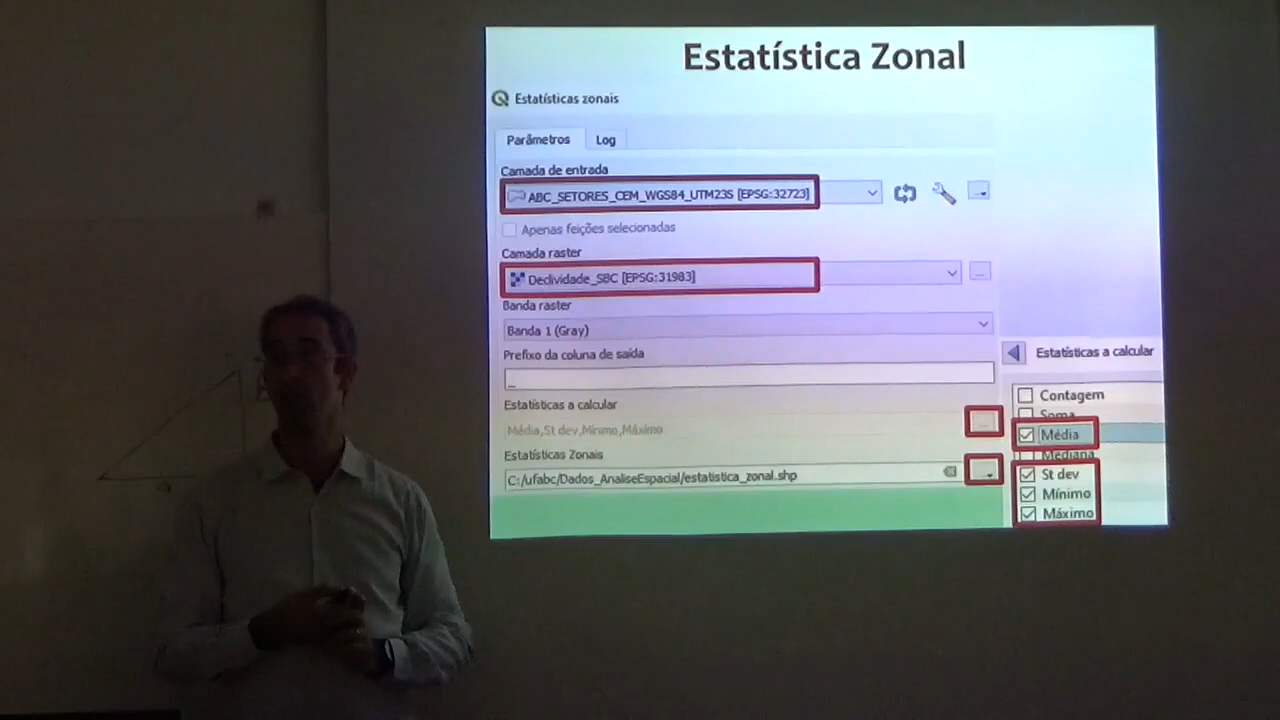 Estatística Zonal
Estatísticas zonais
Parâmetros Log
Camada de entrada
ABC_SETORES_CEM_WGS84_UTM23S [EPSG:32723]
Apenas feições selecionadas
Camada raster
Declividade_SBC [EPSG:31983]
Banda raster
Banda 1 (Gray)
Prefixo da coluna de saída
_
Estatísticas a calcular
Média,St dev,Mínimo,Máximo
Estatísticas Zonais
C:/ufabc/Dados_AnaliseEspacial/estatistica_zonal.shp
Estatísticas a calcular
Contagem
Soma
Média
Mediana
St dev
Mínimo
Máximo